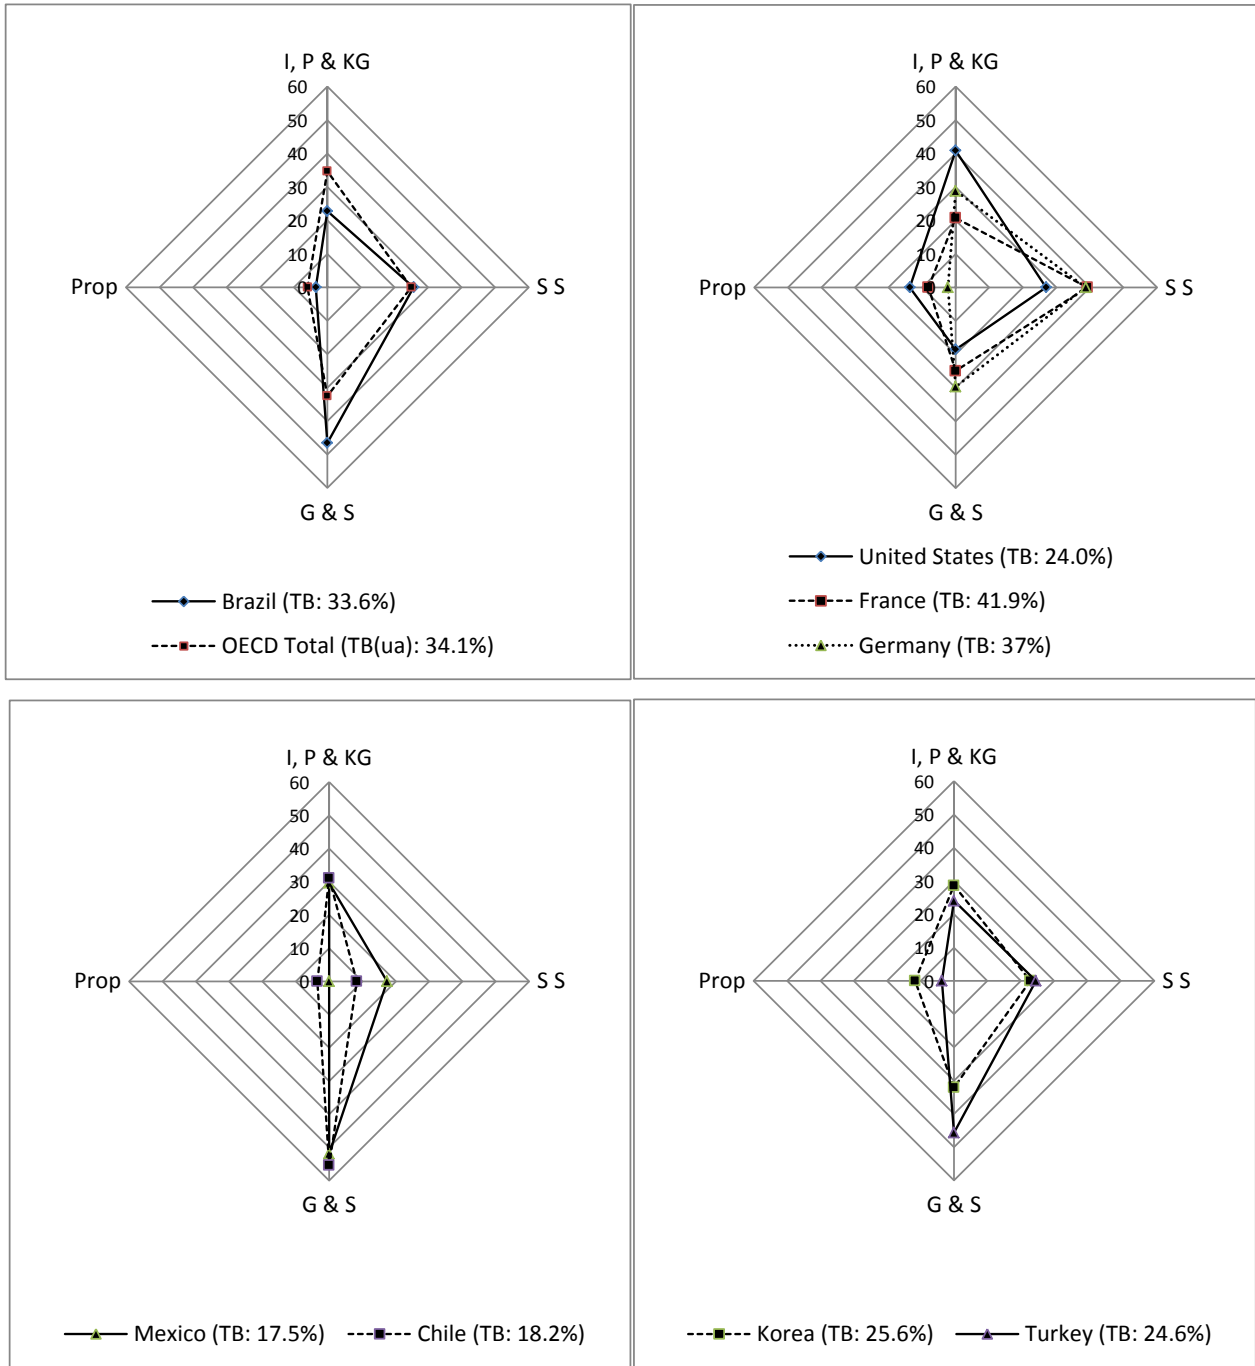 I, P & KG
60
50
40
30
20
10
0
Prop
S S
G & S
Brazil (TB: 33.6%)
OECD Total (TB(ua): 34.1%)
I, P & KG
60
50
40
30
20
10
0
Prop
S S
G & S
United States (TB: 24.0%)
France (TB: 41.9%)
Germany (TB: 37%)
I, P & KG
60
50
40
30
20
10
0
Prop
S S
G & S
Mexico (TB: 17.5%) Chile (TB: 18.2%)
I, P & KG
60
50
40
30
20
10
0
Prop
S S
G & S
Korea (TB: 25.6%) Turkey (TB: 24.6%)